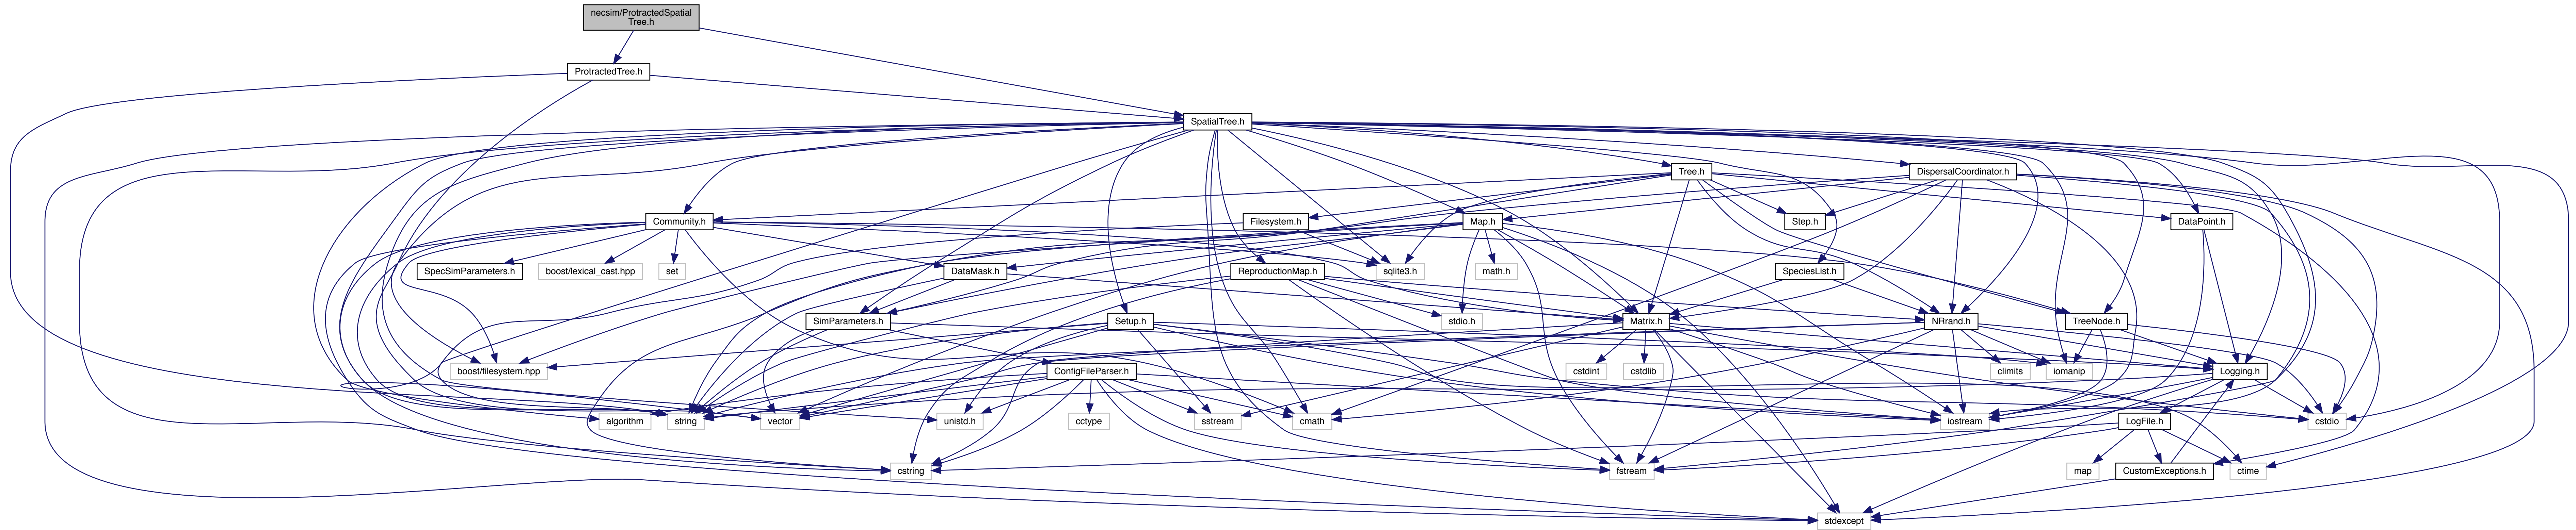 necsim/ProtractedSpatial
Tree.h
ProtractedTree.h
SpatialTree.h
Tree.h
DispersalCoordinator.h
Community.h
Filesystem.h
Map.h
Step.h
DataPoint.h
SpecSimParameters.h
boost/lexical_cast.hpp
set
DataMask.h
ReproductionMap.h
sqlite3.h
math.h
SpeciesList.h
SimParameters.h
Setup.h
stdio.h
Matrix.h
NRrand.h
TreeNode.h
boost/filesystem.hpp
ConfigFileParser.h
cstdint
cstdlib
climits
iomanip
Logging.h
algorithm
string
vector
unistd.h
cctype
sstream
cmath
iostream
LogFile.h
cstdio
cstring
fstream
map
CustomExceptions.h
ctime
stdexcept